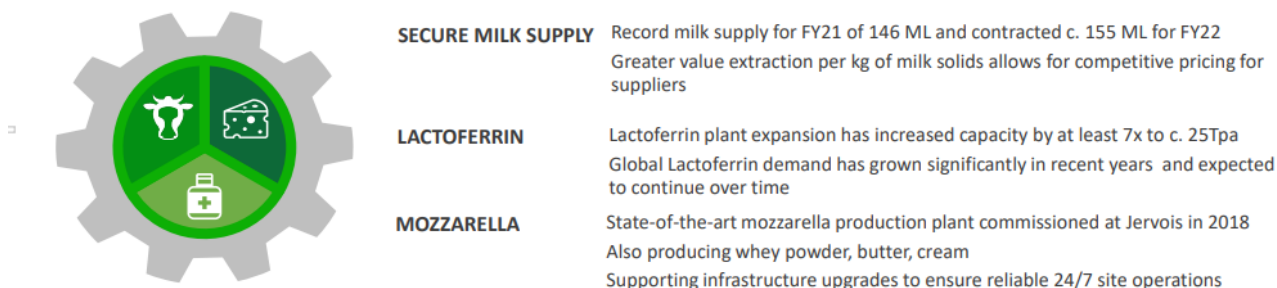 SECURE MILK SUPPLY Record milk supply for FY21 of 146 ML and contracted c. 155 ML for FY22
Greater value extraction per kg of milk solids allows for competitive pricing for
suppliers
LACTOFERRIN Lactoferrin plant expansion has increased capacity by at least 7x to c. 25Tpa
Global Lactoferrin demand has grown significantly in recent years and expected
to continue over time
MOZZARELLA State-of-the-art mozzarella production plant commissioned at Jervois in 2018
Also producing whey powder, butter, cream
Supporting infrastructure upgrades to ensure reliable 24/7 site operations